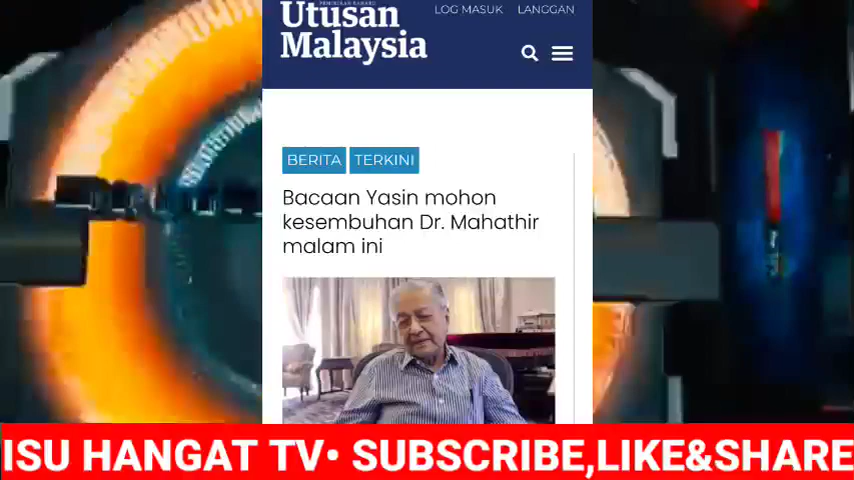 Utusan
Malaysia
LOG MASUK LANGGAN
BERITA TERKINI
Bacaan Yasin mohon
kesembuhan Dr. Mahathir
malam ini
ISU HANGAT TV• SUBSCRIBE,LIKE&SHARE